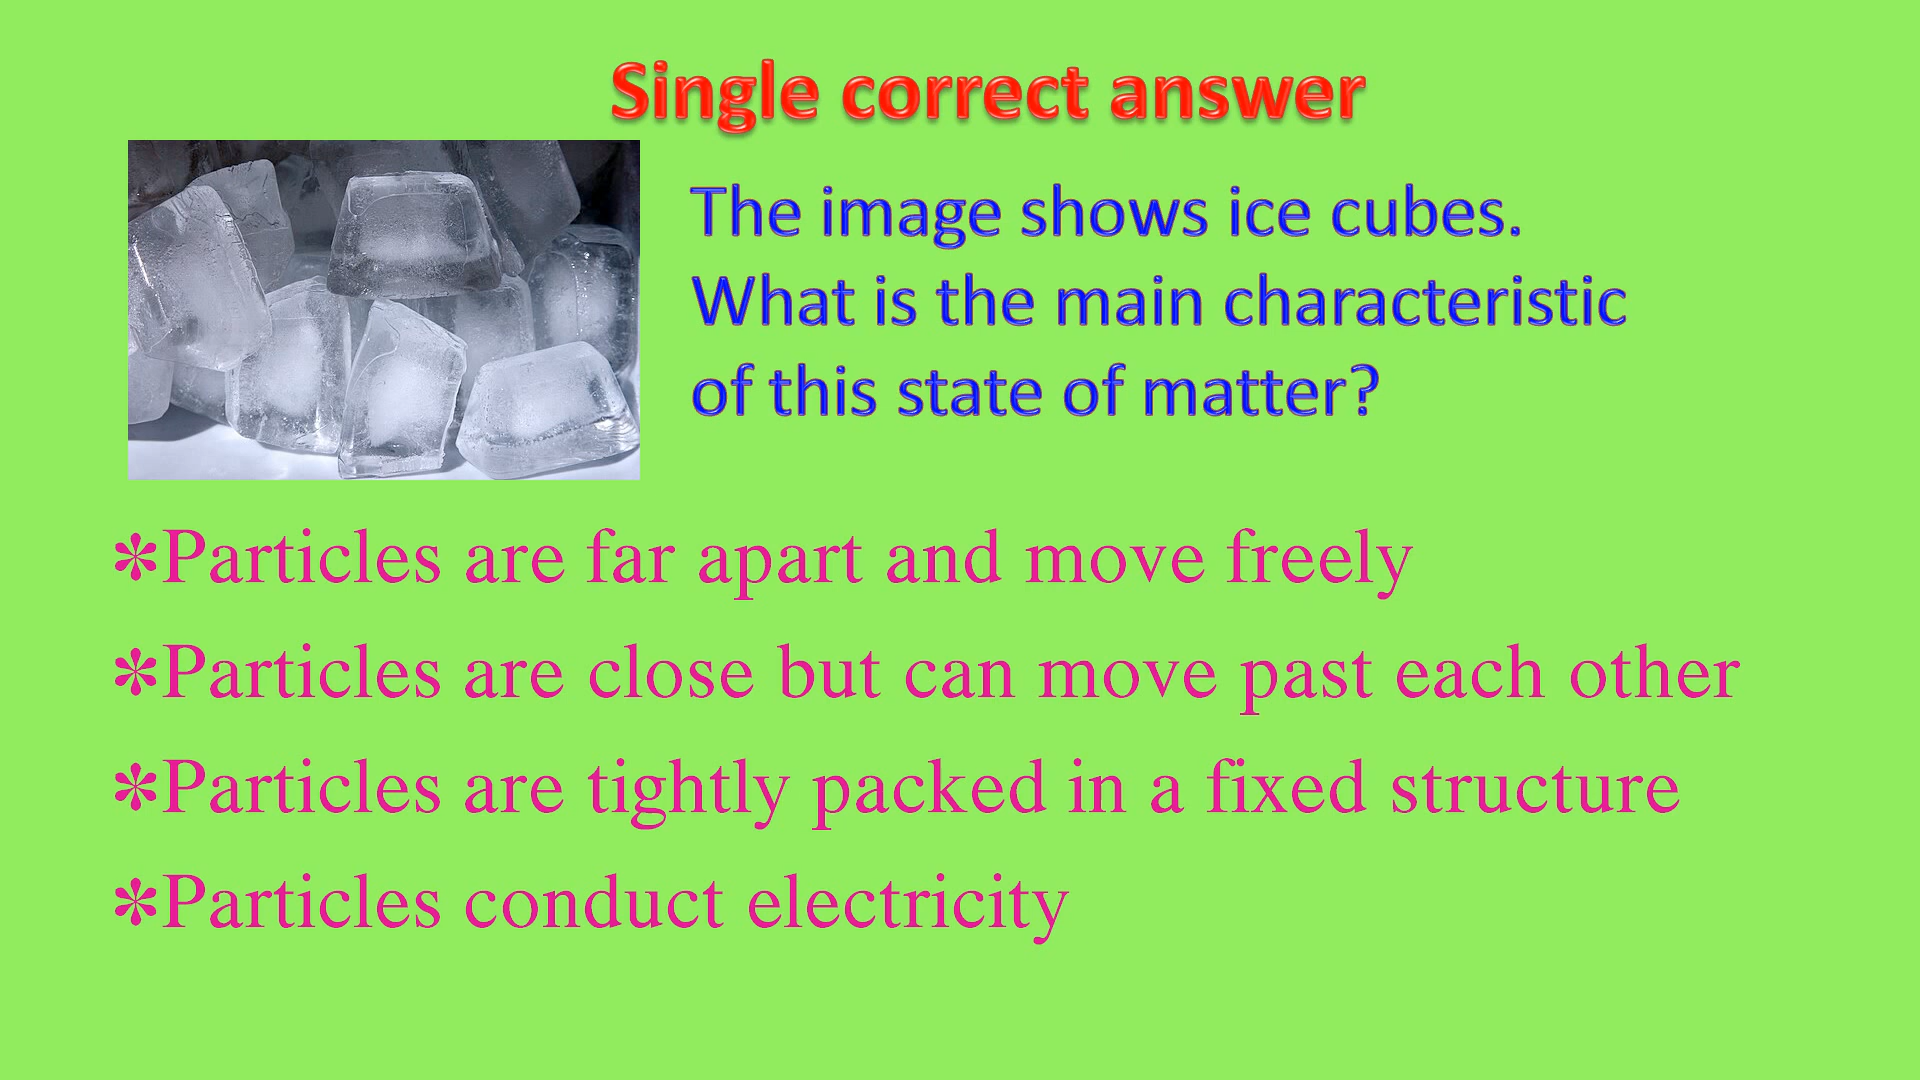 Single correct answer
The image shows ice cubes.
What is the main characteristic
of this state of matter?
*Particles are far apart and move freely
*Particles are close but can move past each other
*Particles are tightly packed in a fixed structure
*Particles conduct electricity